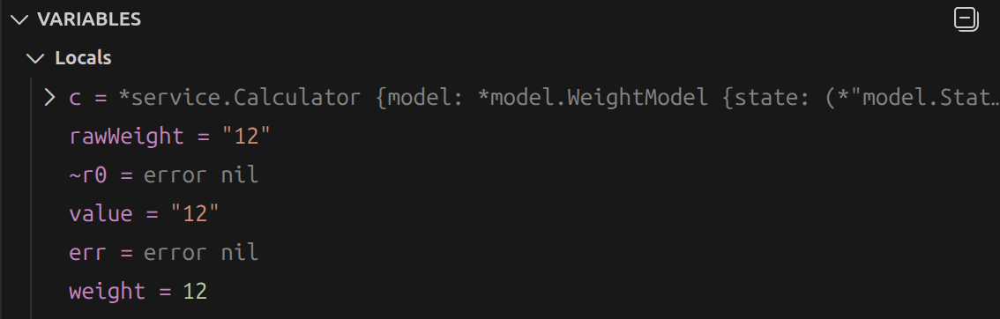 VARIABLES
Locals
c = *service.Calculator {model: *model.WeightModel {state: (*"model.Stat…
rawWeight = "12"
~r0 = error nil
value = "12"
err = error nil
weight = 12